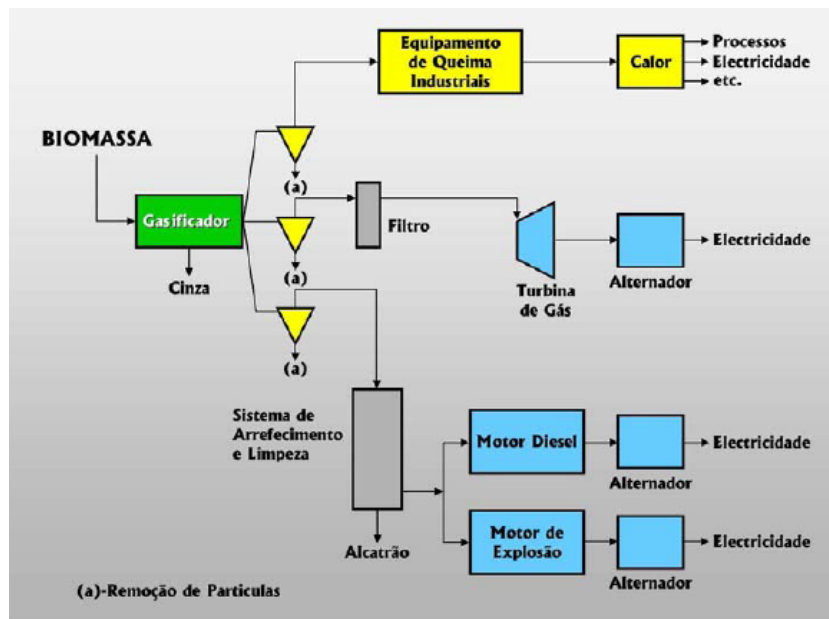 Equipamento
de Queima
Industriais
Calor
Processos
Electricidade
etc.
BIOMASSA
(a)
Gasificador
Filtro
Electricidade
(a)
Cinza
Turbina
de Gás
Alternador
(a)
Sistema de
Arrefecimento
e Limpeza
Motor Diesel
Electricidade
Alternador
Motor de
Explosão
Electricidade
Alcatrão
Alternador
(a)-Remoção de Particulas